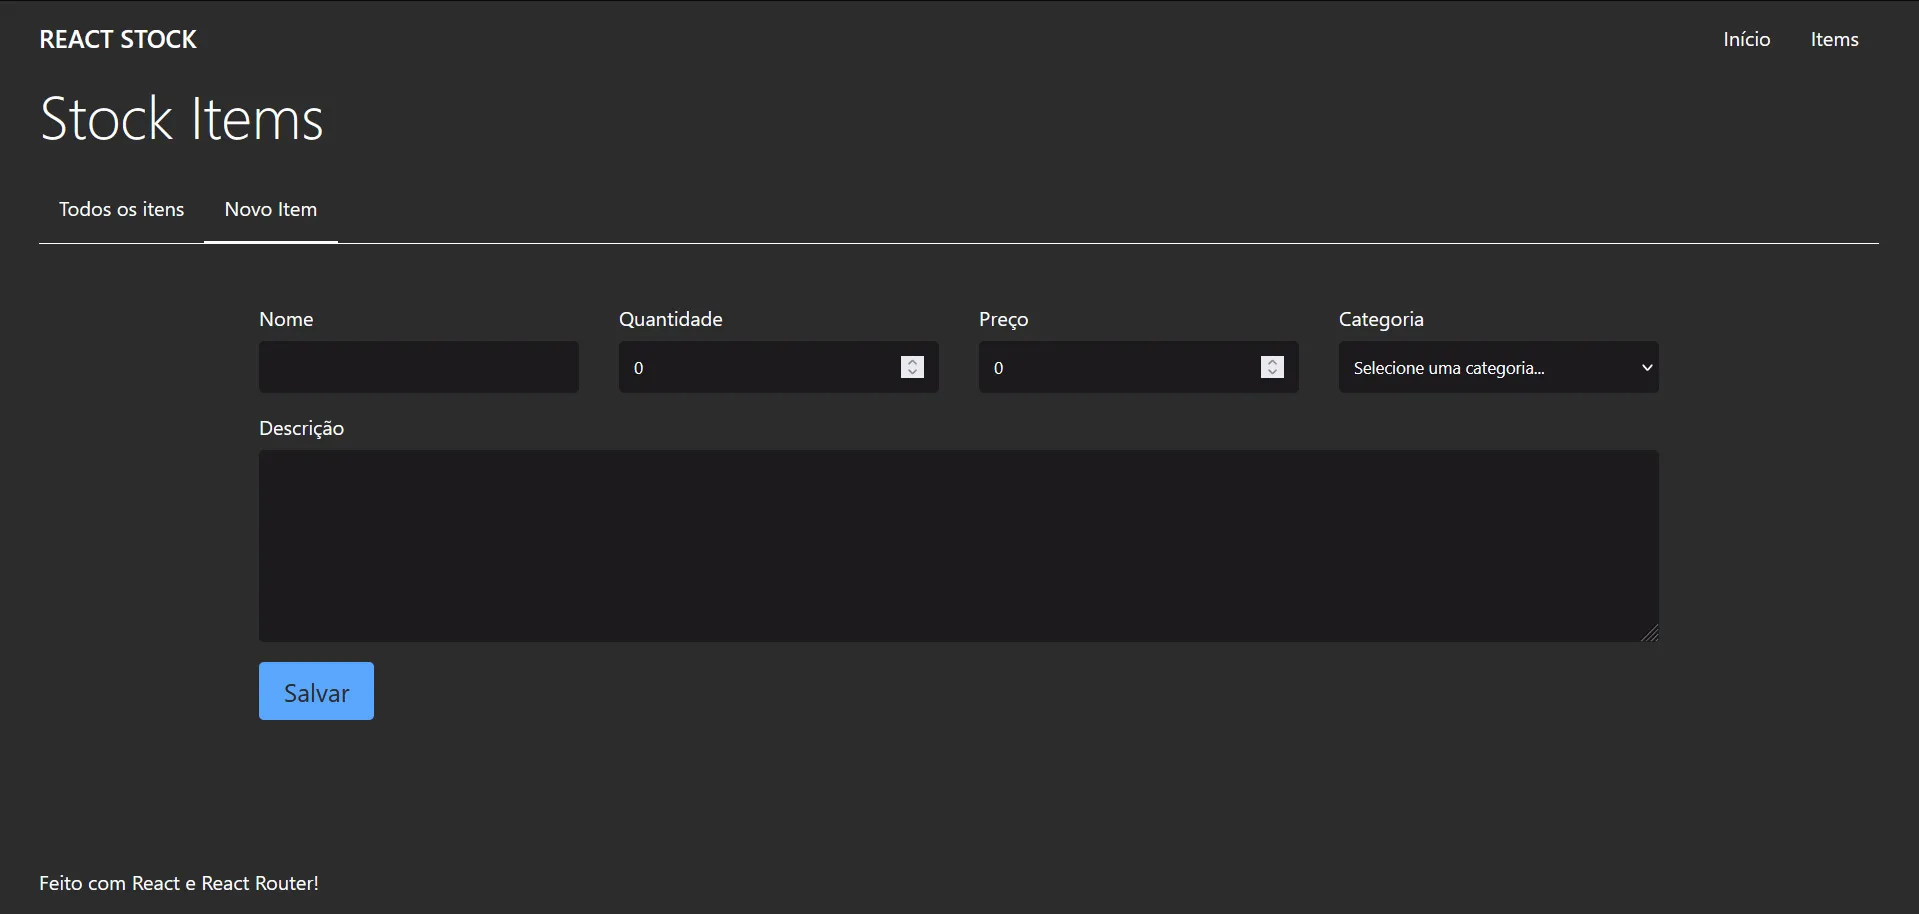 REACT STOCK
Início Items
Stock Items
Todos os itens Novo Item
Nome Quantidade Preço Categoria
0 0 Selecione uma categoria...
Descrição
Salvar
Feito com React e React Router!